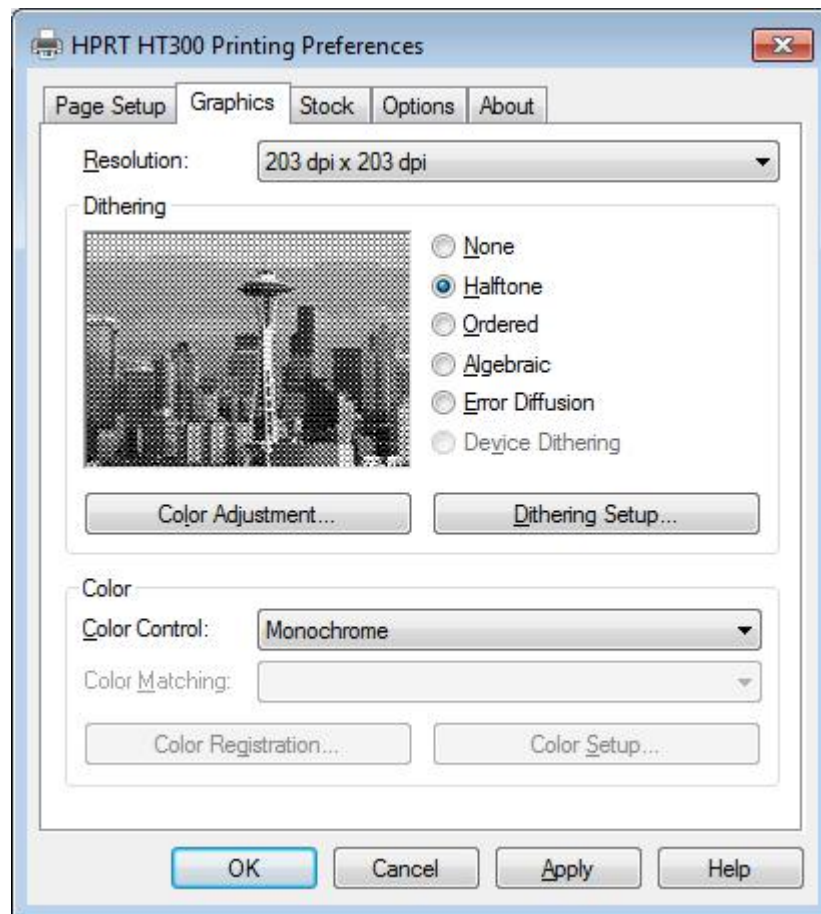 HPRT HT300 Printing Preferences
Page Setup Graphics Stock Options About
Resolution: 203 dpi x 203 dpi
Dithering
None
Halftone
Ordered
Algebraic
Error Diffusion
Device Dithering
Color Adjustment... Dithering Setup...
Color
Color Control: Monochrome
Color Matching:
Color Registration... Color Setup...
OK Cancel Apply Help